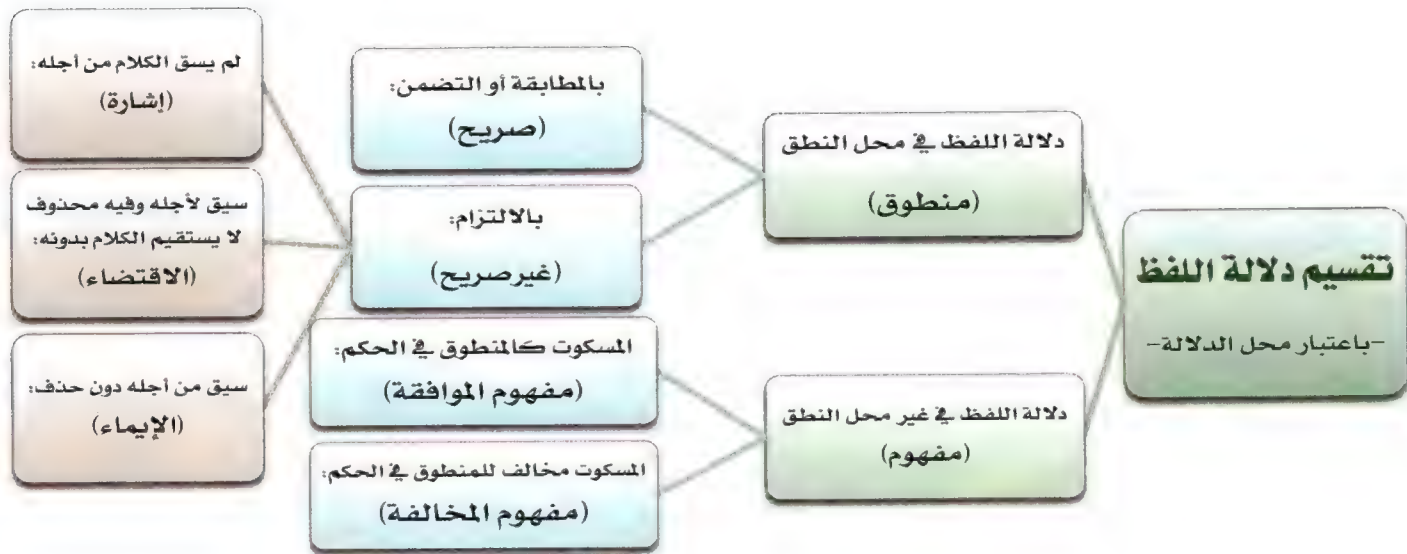 تقسيم دلالة اللفظ
-باعتبار محل الدلالة-
دلالة اللفظ في محل النطق
(منطوق)
بالمطابقة أو التضمن:
(صريح)
بالالتزام:
(غير صريح)
لم يسق الكلام من أجله:
(إشارة)
سيق لأجله وفيه محذوف
لا يستقيم الكلام بدونه:
(الاقتضاء)
سيق من أجله دون حذف:
(الإيماء)
دلالة اللفظ في غير محل النطق
(مفهوم)
المسكوت كالمنطوق في الحكم:
(مفهوم الموافقة)
المسكوت مخالف للمنطوق في الحكم:
(مفهوم المخالفة)